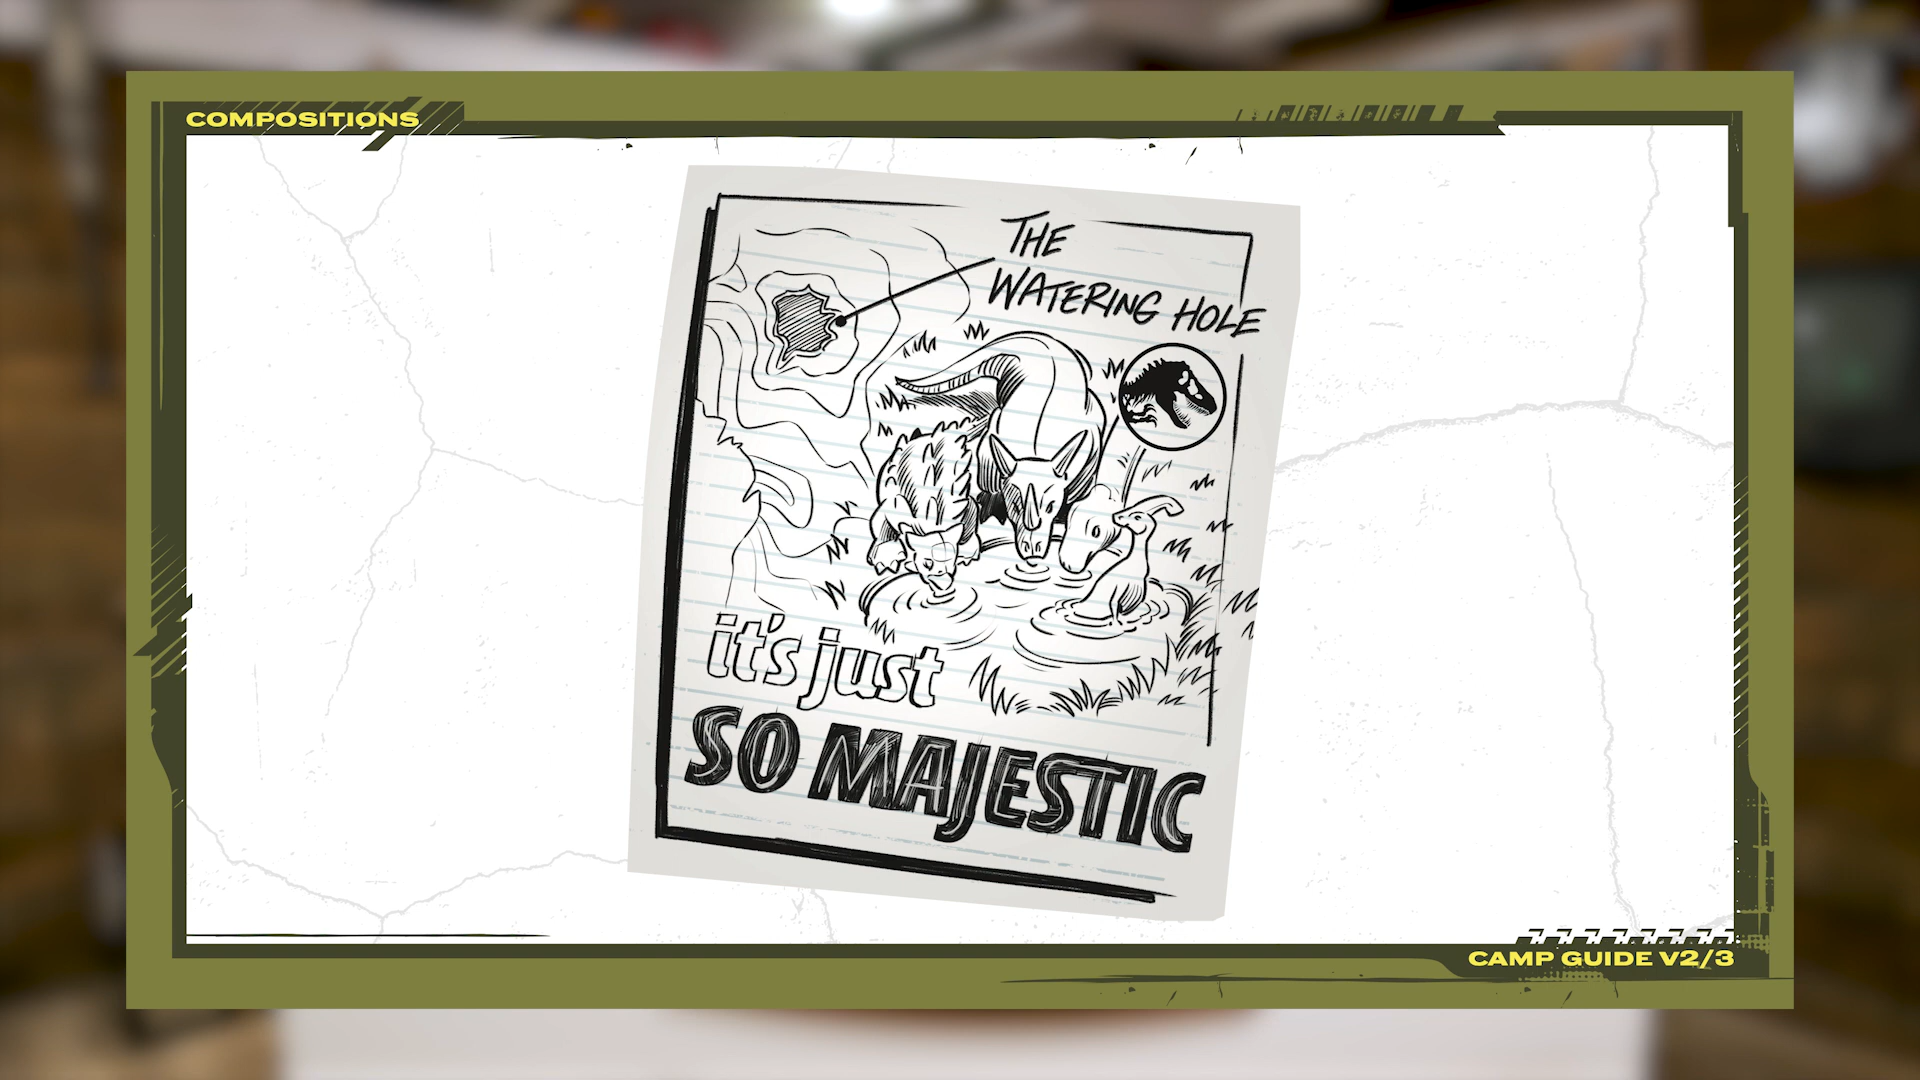 COMPOSITIONS
THE
WATERING HOLE
it's just
SO MAJESTIC
CAMP GUIDE V2/3